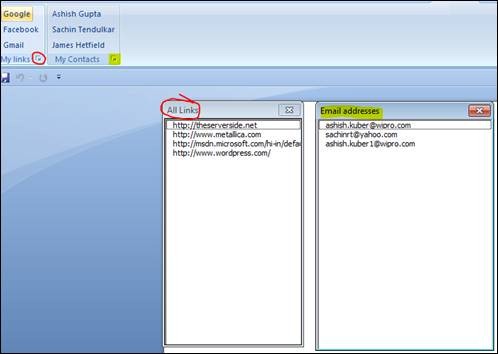 Google
Facebook
Gmail
My links
Ashish Gupta
Sachin Tendulkar
James Hetfield
My Contacts
All Links
http://theserverside.net
http://www.metallica.com
http://msdn.microsoft.com/hi-in/defau
http://www.wordpress.com/
Email addresses
ashish.kuber@wipro.com
sachinrt@yahoo.com
ashish.kuber1@wipro.com